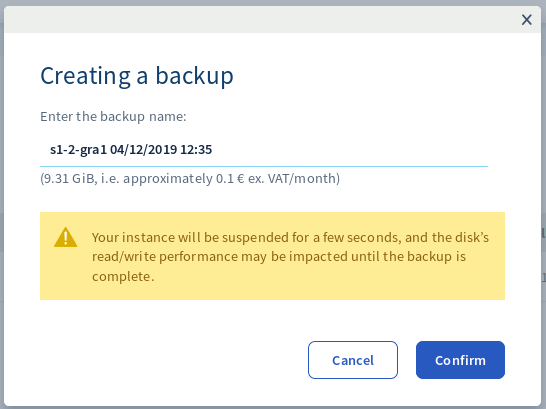 Creating a backup
Enter the backup name:
s1-2-gra1 04/12/2019 12:35
(9.31 GiB, i.e. approximately 0.1 € ex. VAT/month)
Your instance will be suspended for a few seconds, and the disk's
read/write performance may be impacted until the backup is
complete.
Cancel Confirm